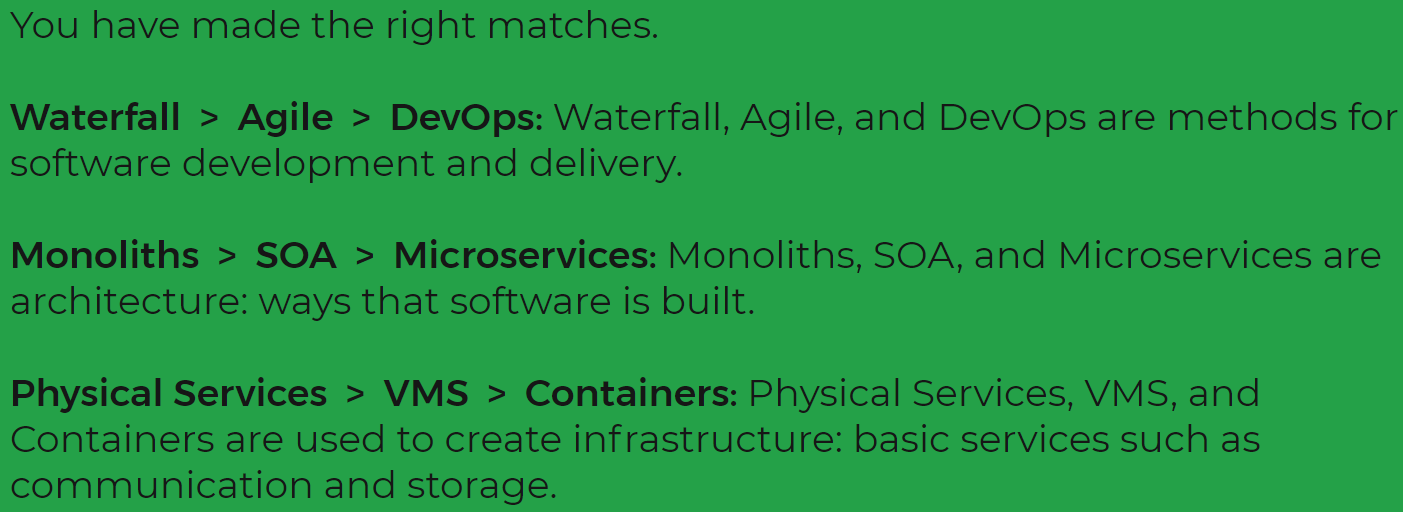 You have made the right matches.
Waterfall > Agile > DevOps: Waterfall, Agile, and DevOps are methods for
software development and delivery.
Monoliths > SOA > Microservices: Monoliths, SOA, and Microservices are
architecture: ways that software is built.
Physical Services > VMS > Containers: Physical Services, VMS, and
Containers are used to create infrastructure: basic services such as
communication and storage.